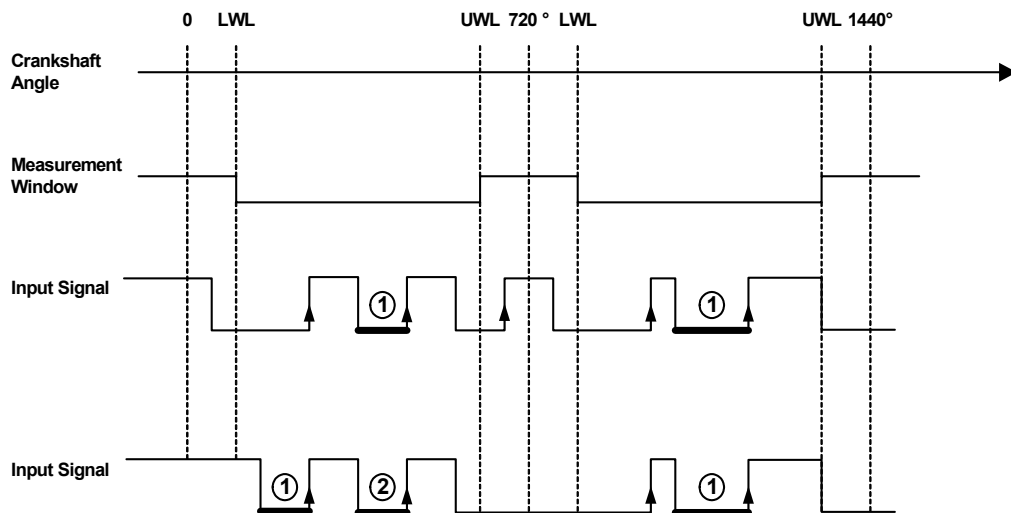 0 LWL UWL 720 ° LWL UWL 1440°
Crankshaft
Angle
Measurement
Window
Input Signal
1 1
Input Signal
1 2 1